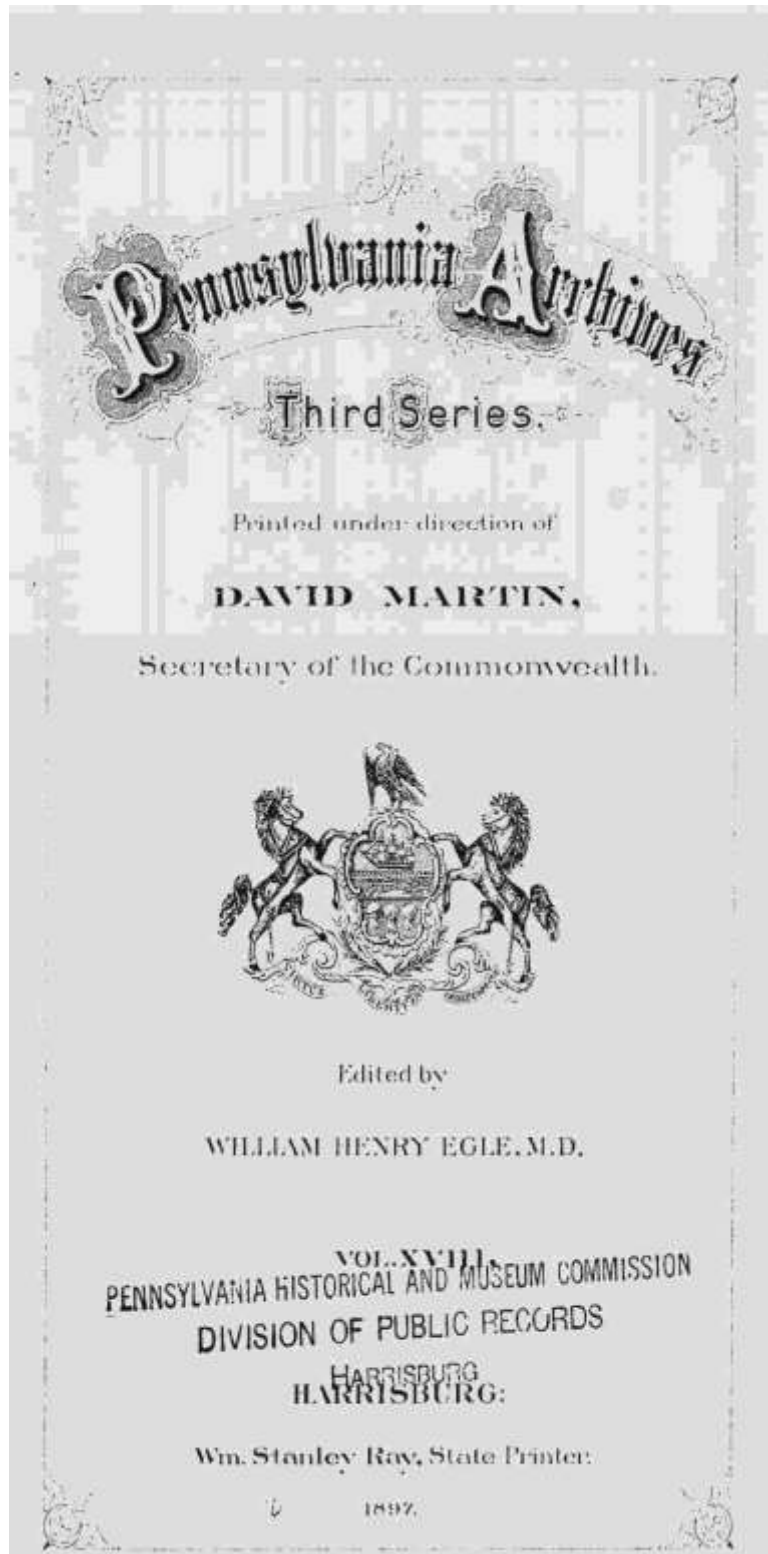 Pennsylvania Archives
Third Series.
Printed under direction of
DAVID MARTIN,
Secretary of the Commonwealth.
VIRTUE
Edited by
WILLIAM HENRY EGLE, M.D.
VOL. XVIII.
PENNSYLVANIA HISTORICAL AND MUSEUM COMMISSION
DIVISION OF PUBLIC RECORDS
HARRISBURG
HARRISBURG:
Wm. Stanley Ray, State Printer.
1897.